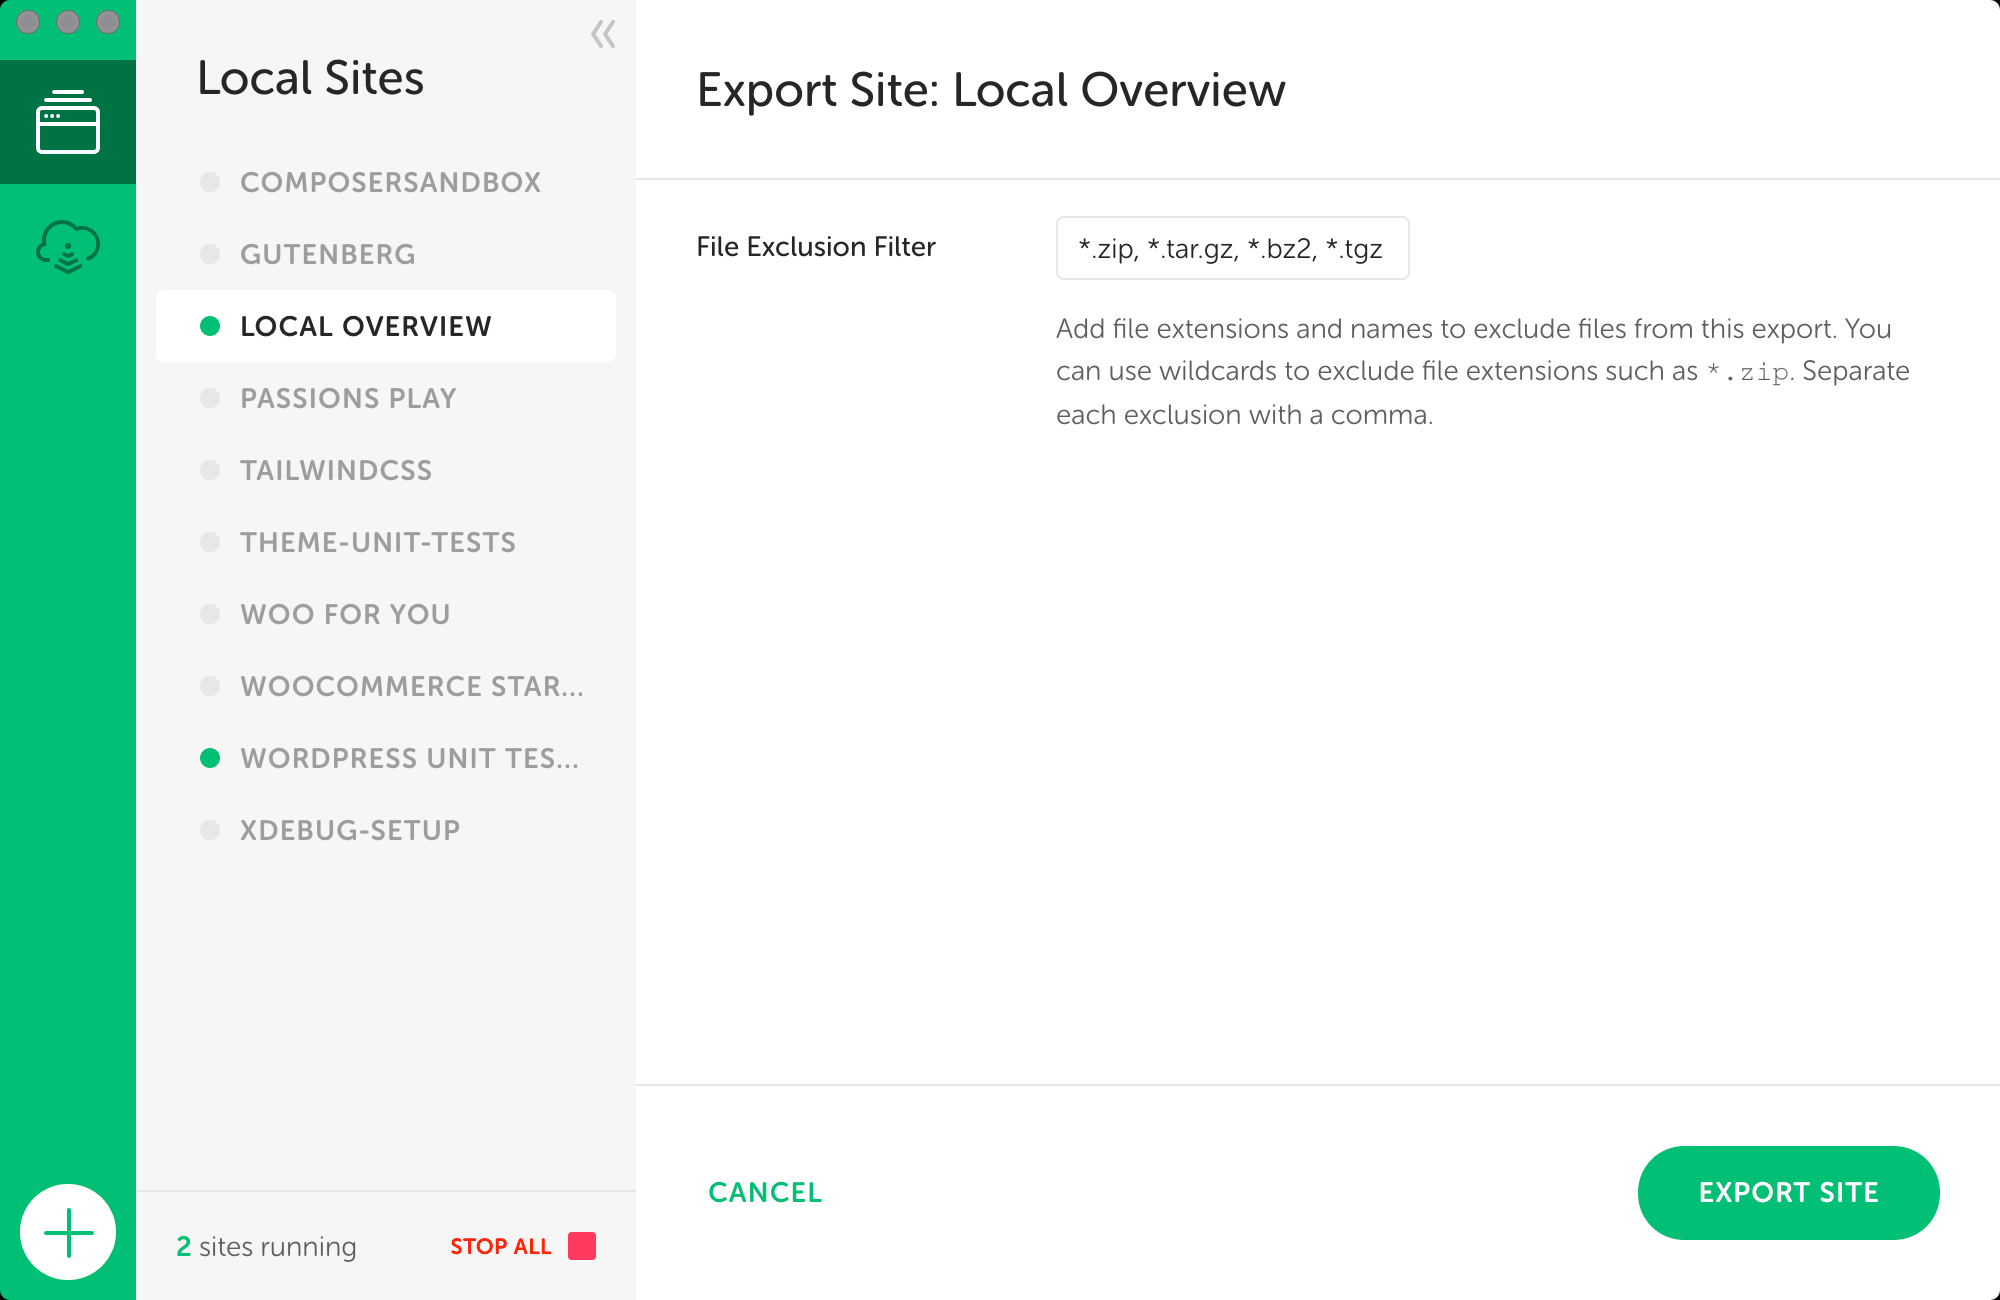 Local Sites
COMPOSERSANDBOX
GUTENBERG
LOCAL OVERVIEW
PASSIONS PLAY
TAILWINDCSS
THEME-UNIT-TESTS
WOO FOR YOU
WOOCOMMERCE STAR...
WORDPRESS UNIT TES...
XDEBUG-SETUP
2 sites running
STOP ALL
Export Site: Local Overview
File Exclusion Filter
*.zip, *.tar.gz, *.bz2, *.tgz
Add file extensions and names to exclude files from this export. You
can use wildcards to exclude file extensions such as *.zip. Separate
each exclusion with a comma.
CANCEL
EXPORT SITE